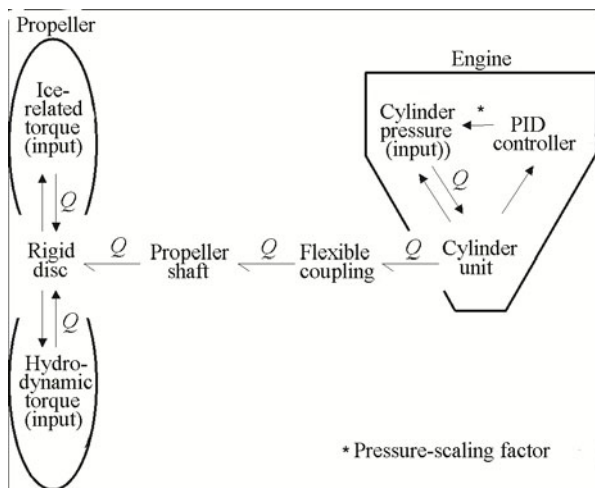 Propeller
Ice-
related
torque
(input)
Q
Q
Rigid
disc
Q
Propeller
shaft
Q
Flexible
coupling
Q
Hydro-
dynamic
torque
(input)
Engine
Cylinder
pressure
(input))
*
PID
controller
Q
Cylinder
unit
* Pressure-scaling factor